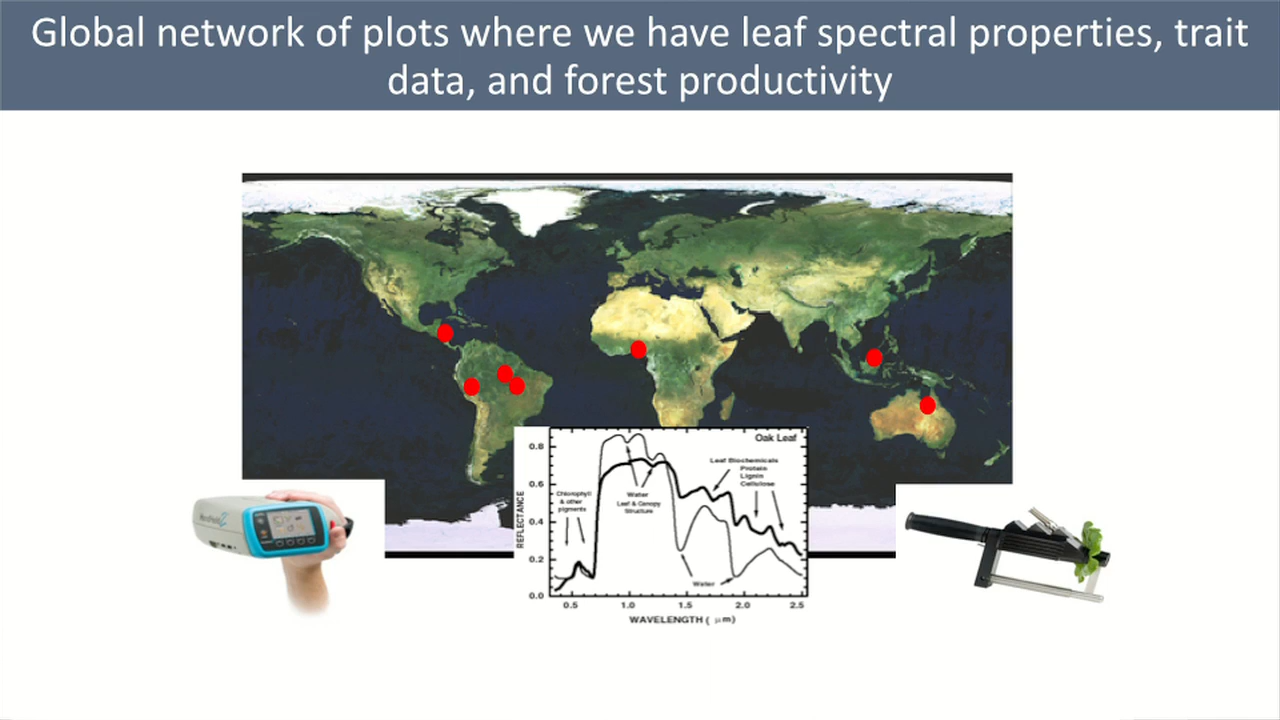 Global network of plots where we have leaf spectral properties, trait
data, and forest productivity
Oak Leaf
Leaf Biochemicals
Protein
Lignin
Cellulose
Chlorophyll
& other
pigments
Water
Leaf & Canopy
Structure
Water
REFLECTANCE
0.8
0.6
0.4
0.2
0.0
0.5 1.0 1.5 2.0 2.5
WAVELENGTH ( μm)